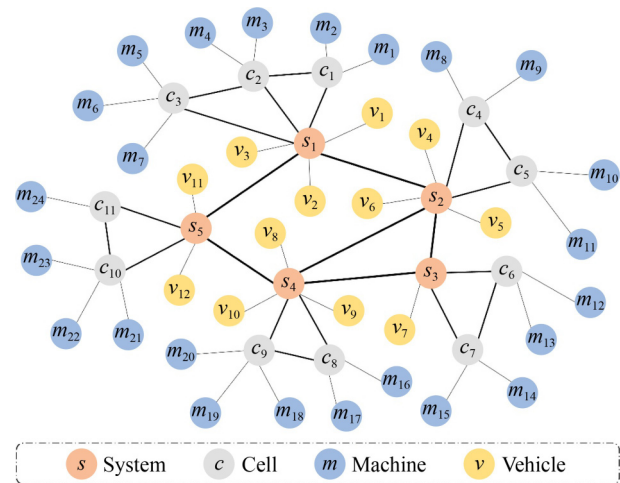 m₃
m₄
m₂
m₅
m₁
c₂
c₁
m₈
m₉
c₃
m₆
c₄
v₁
v₄
s₁
v₃
m₇
c₅
m₁₀
v₁₁
m₂₄
s₂
v₂
v₆
c₁₁
v₅
s₅
v₈
m₁₁
m₂₃
c₁₀
s₃
c₆
s₄
v₁₂
m₁₂
v₁₀
v₉
v₇
m₂₂
m₂₁
m₁₃
c₇
c₉
m₂₀
c₈
m₁₆
m₁₄
m₁₉
m₁₈
m₁₇
m₁₅
s System c Cell m Machine v Vehicle